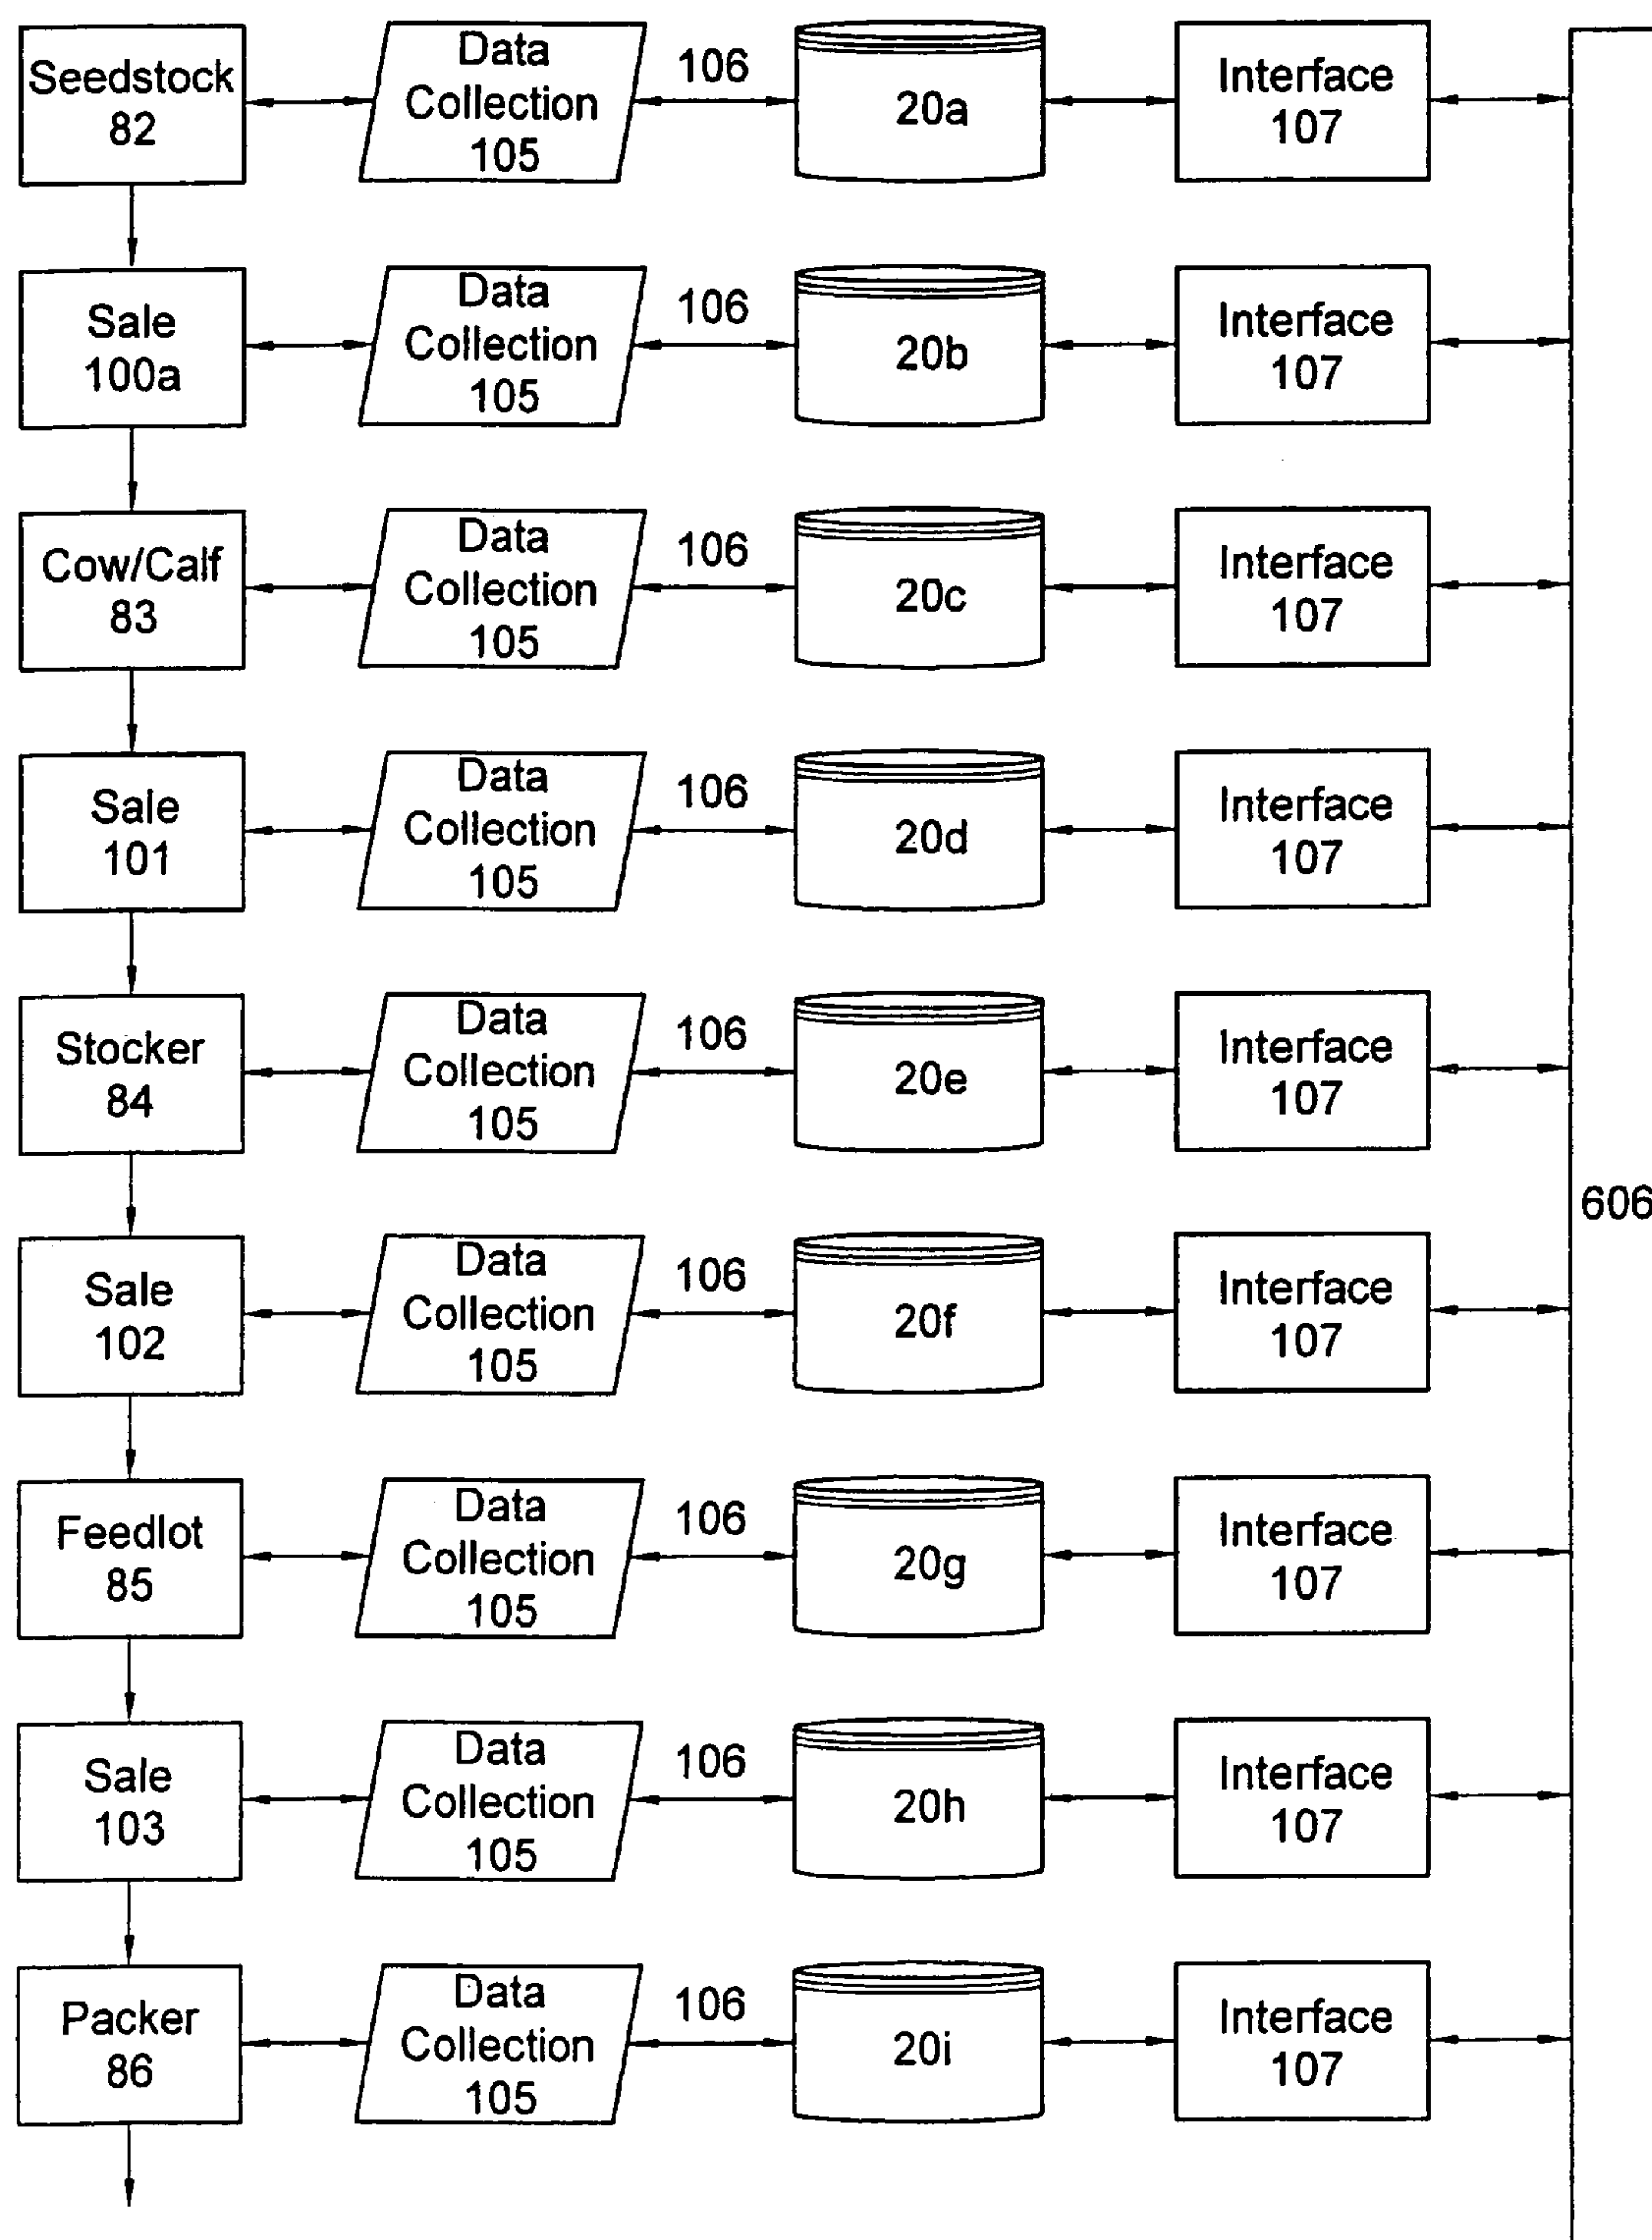 Seedstock
82
Data
Collection
105
106
20a
Interface
107
Sale
100a
Data
Collection
105
106
20b
Interface
107
Cow/Calf
83
Data
Collection
105
106
20c
Interface
107
Sale
101
Data
Collection
105
106
20d
Interface
107
Stocker
84
Data
Collection
105
106
20e
Interface
107
606
Sale
102
Data
Collection
105
106
20f
Interface
107
Feedlot
85
Data
Collection
105
106
20g
Interface
107
Sale
103
Data
Collection
105
106
20h
Interface
107
Packer
86
Data
Collection
105
106
20i
Interface
107